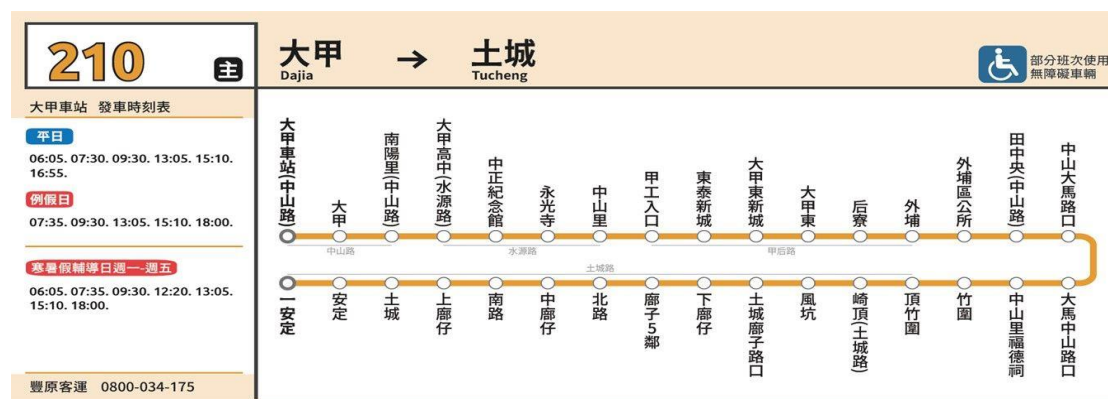 210 主
大甲 → 土城
Dajia Tucheng
部分班次使用
無障礙車輛
大甲車站 發車時刻表
平日
06:05. 07:30. 09:30. 13:05. 15:10.
16:55.
例假日
07:35. 09:30. 13:05. 15:10. 18:00.
寒暑假輔導日週一-週五
06:05. 07:35. 09:30. 12:20. 13:05.
15:10. 18:00.
豐原客運 0800-034-175
大甲車站(中山路)
大甲
南陽里(中山路)
大甲高中(水源路)
中正紀念館
永光寺
中山里
甲工入口
東泰新城
大甲東新城
大甲東
后寮
外埔
外埔區公所
田中央(中山路)
中山大馬路口
中山路
水源路
甲后路
土城路
一安定
安定
土城
上廍仔
南路
中廍仔
北路
廍子5鄰
下廍仔
土城廍子路口
風坑
崎頂(土城路)
頂竹圍
竹圍
中山里福德祠
大馬中山路口